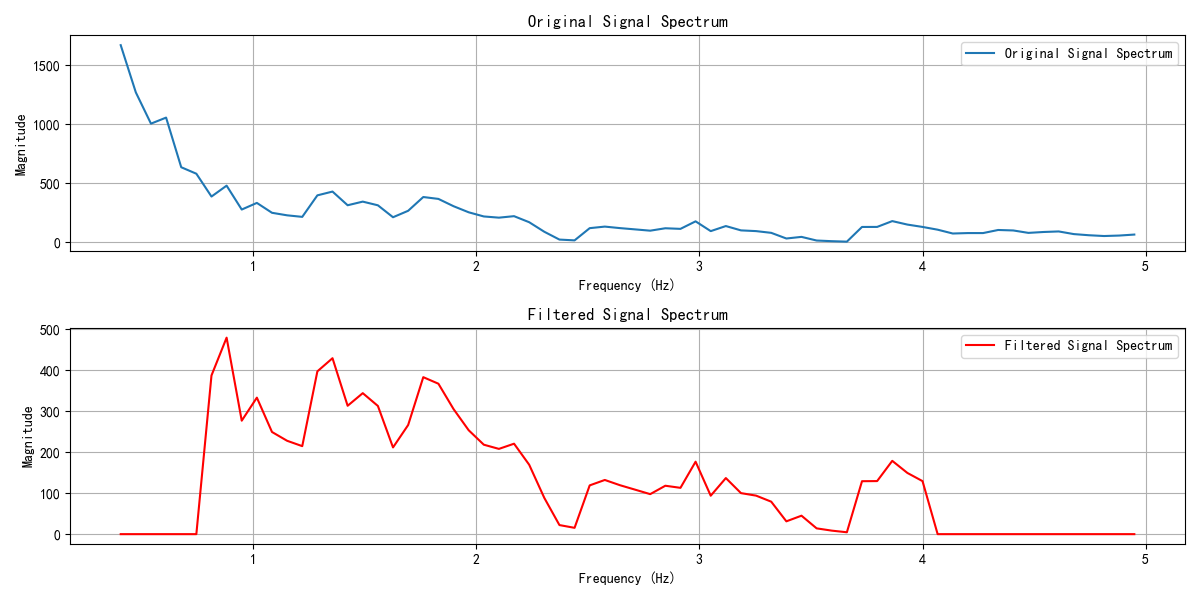 Original Signal Spectrum
Original Signal Spectrum
Magnitude
1500
1000
500
0
1 2 3 4 5
Frequency (Hz)
Filtered Signal Spectrum
Filtered Signal Spectrum
Magnitude
500
400
300
200
100
0
1 2 3 4 5
Frequency (Hz)